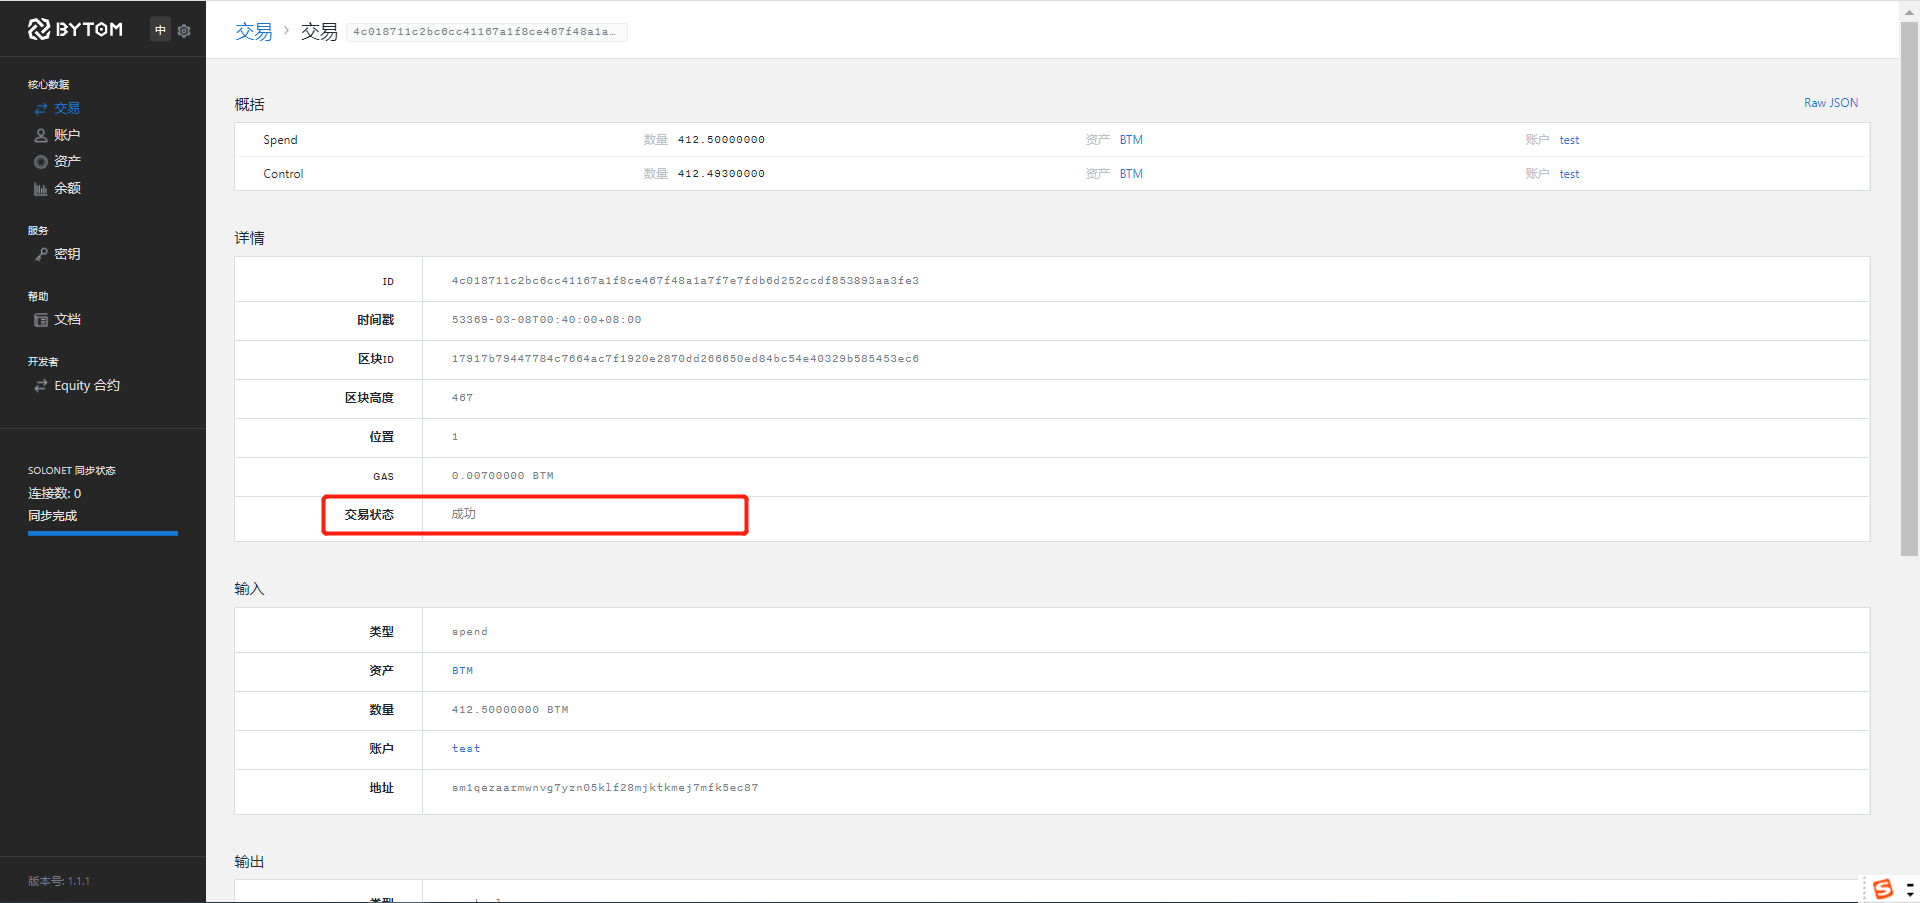 BYTOM 中
核心数据
交易
账户
资产
余额
服务
密钥
帮助
文档
开发者
Equity 合约
SOLONET 同步状态
连接数: 0
同步完成
版本号: 1.1.1
交易 › 交易 4c018711c2bc6cc41167a1f8ce467f48a1a…
概括 Raw JSON
Spend 数量 412.50000000 资产 BTM 账户 test
Control 数量 412.49300000 资产 BTM 账户 test
详情
ID 4c018711c2bc6cc41167a1f8ce467f48a1a7f7e7fdb6d252ccdf853893aa3fe3
时间戳 53369-03-08T00:40:00+08:00
区块ID 17917b79447784c7664ac7f1920e2870dd266650ed84bc54e40329b585453ec6
区块高度 467
位置 1
GAS 0.00700000 BTM
交易状态 成功
输入
类型 spend
资产 BTM
数量 412.50000000 BTM
账户 test
地址 sm1qezaarmwnvg7yzn05klf28mjktkmej7mfk5ec87
输出
类型